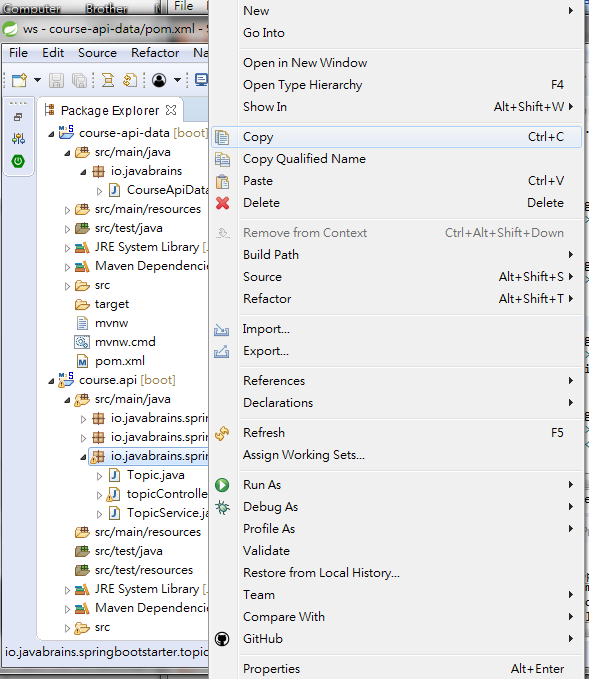 Computer
Brother
File
ws - course-api-data/pom.xml - S
File Edit Source Refactor Na
Package Explorer
course-api-data [boot]
src/main/java
io.javabrains
CourseApiData
src/main/resources
src/test/java
JRE System Library [
Maven Dependencie
src
target
mvnw
mvnw.cmd
pom.xml
course.api [boot]
src/main/java
io.javabrains.spri
io.javabrains.spri
io.javabrains.spri
Topic.java
topicControlle
TopicService.ja
src/main/resources
src/test/java
src/test/resources
JRE System Library [
Maven Dependencie
src
io.javabrains.springbootstarter.topic
New
Go Into
Open in New Window
Open Type Hierarchy F4
Show In Alt+Shift+W
Copy Ctrl+C
Copy Qualified Name
Paste Ctrl+V
Delete Delete
Remove from Context Ctrl+Alt+Shift+Down
Build Path
Source Alt+Shift+S
Refactor Alt+Shift+T
Import...
Export...
References
Declarations
Refresh F5
Assign Working Sets...
Run As
Debug As
Profile As
Validate
Restore from Local History...
Team
Compare With
GitHub
Properties Alt+Enter